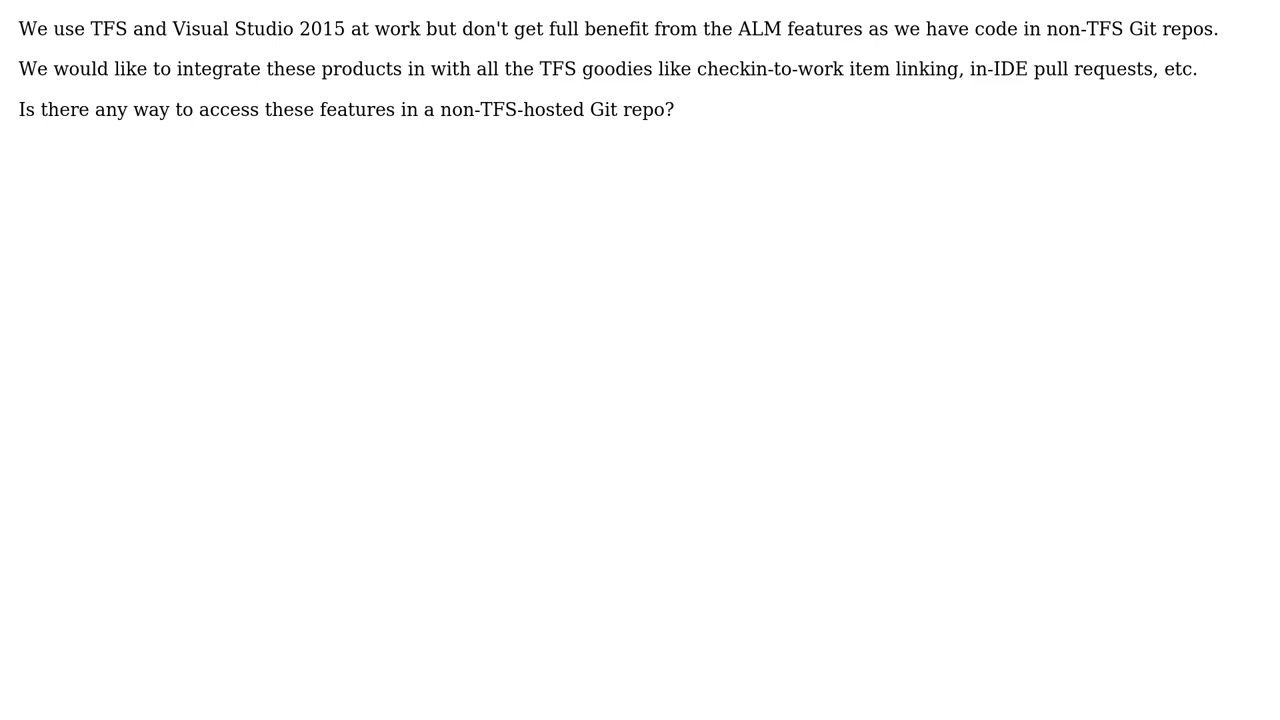 We use TFS and Visual Studio 2015 at work but don't get full benefit from the ALM features as we have code in non-TFS Git repos.
We would like to integrate these products in with all the TFS goodies like checkin-to-work item linking, in-IDE pull requests, etc.
Is there any way to access these features in a non-TFS-hosted Git repo?